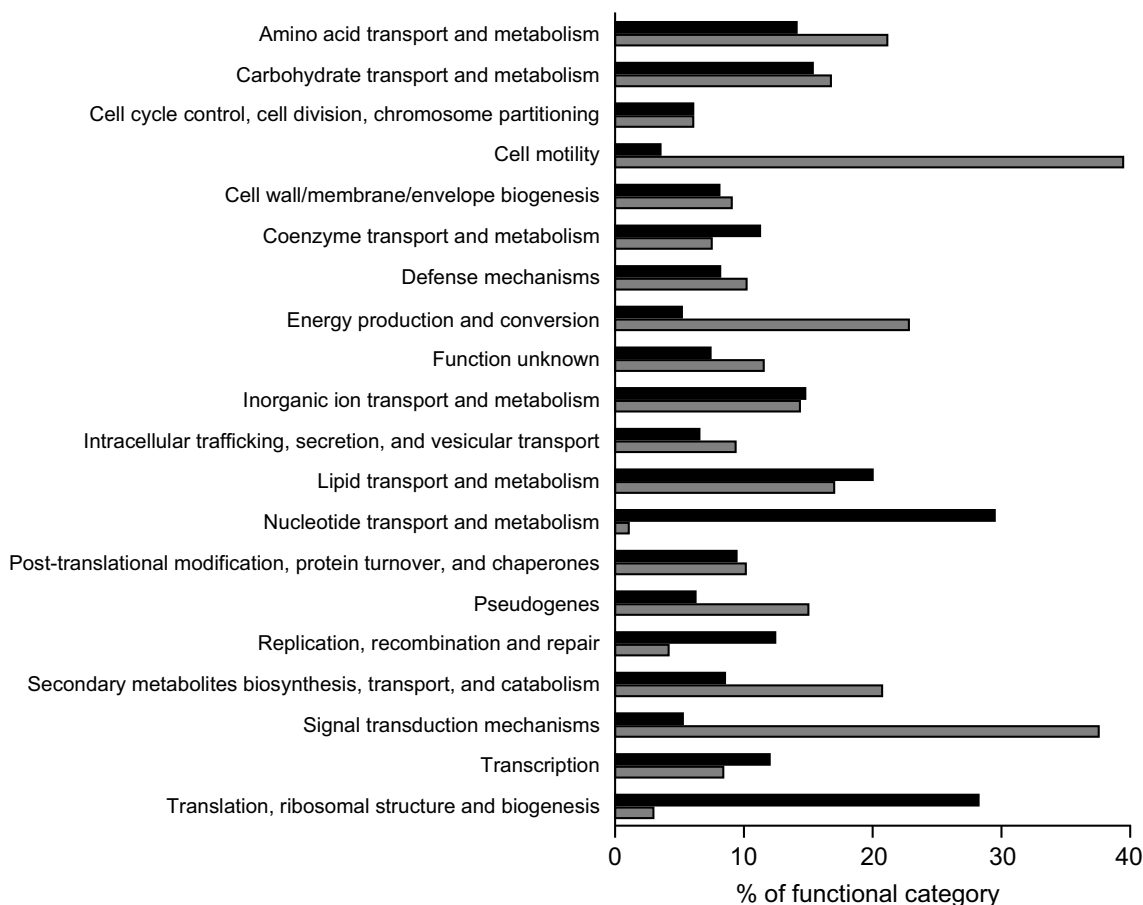 Amino acid transport and metabolism
Carbohydrate transport and metabolism
Cell cycle control, cell division, chromosome partitioning
Cell motility
Cell wall/membrane/envelope biogenesis
Coenzyme transport and metabolism
Defense mechanisms
Energy production and conversion
Function unknown
Inorganic ion transport and metabolism
Intracellular trafficking, secretion, and vesicular transport
Lipid transport and metabolism
Nucleotide transport and metabolism
Post-translational modification, protein turnover, and chaperones
Pseudogenes
Replication, recombination and repair
Secondary metabolites biosynthesis, transport, and catabolism
Signal transduction mechanisms
Transcription
Translation, ribosomal structure and biogenesis
0 10 20 30 40
% of functional category